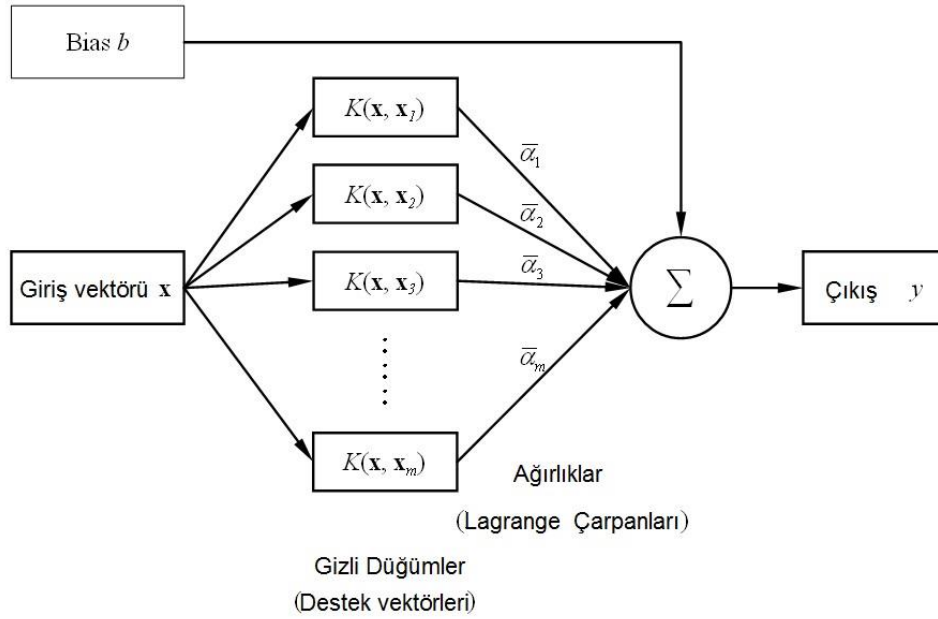 Bias b
K(x, x₁)
K(x, x₂)
K(x, x₃)
K(x, xₘ)
ᾱ₁
ᾱ₂
ᾱ₃
ᾱₘ
Giriş vektörü x
Σ
Çıkış y
Ağırlıklar
(Lagrange Çarpanları)
Gizli Düğümler
(Destek vektörleri)